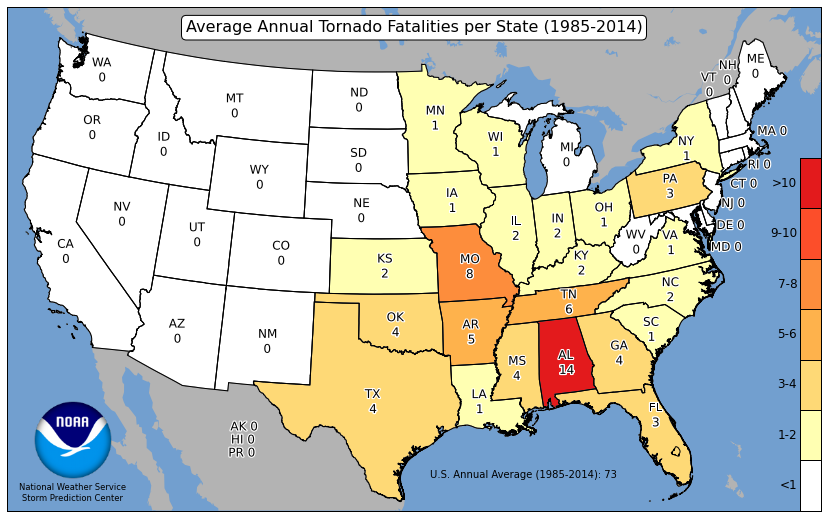 Average Annual Tornado Fatalities per State (1985-2014)
WA
0
OR
0
ID
0
MT
0
ND
0
MN
1
WI
1
MI
0
VT
0
NH
0
ME
0
NY
1
MA 0
RI 0
CT 0
NJ 0
DE 0
MD 0
PA
3
SD
0
WY
0
IA
1
NE
0
NV
0
UT
0
CO
0
CA
0
KS
2
MO
8
IL
2
IN
2
OH
1
WV
0
VA
1
KY
2
NC
2
TN
6
SC
1
AZ
0
NM
0
OK
4
AR
5
MS
4
AL
14
GA
4
TX
4
LA
1
FL
3
AK 0
HI 0
PR 0
>10
9-10
7-8
5-6
3-4
1-2
<1
U.S. Annual Average (1985-2014): 73
NOAA
National Weather Service
Storm Prediction Center